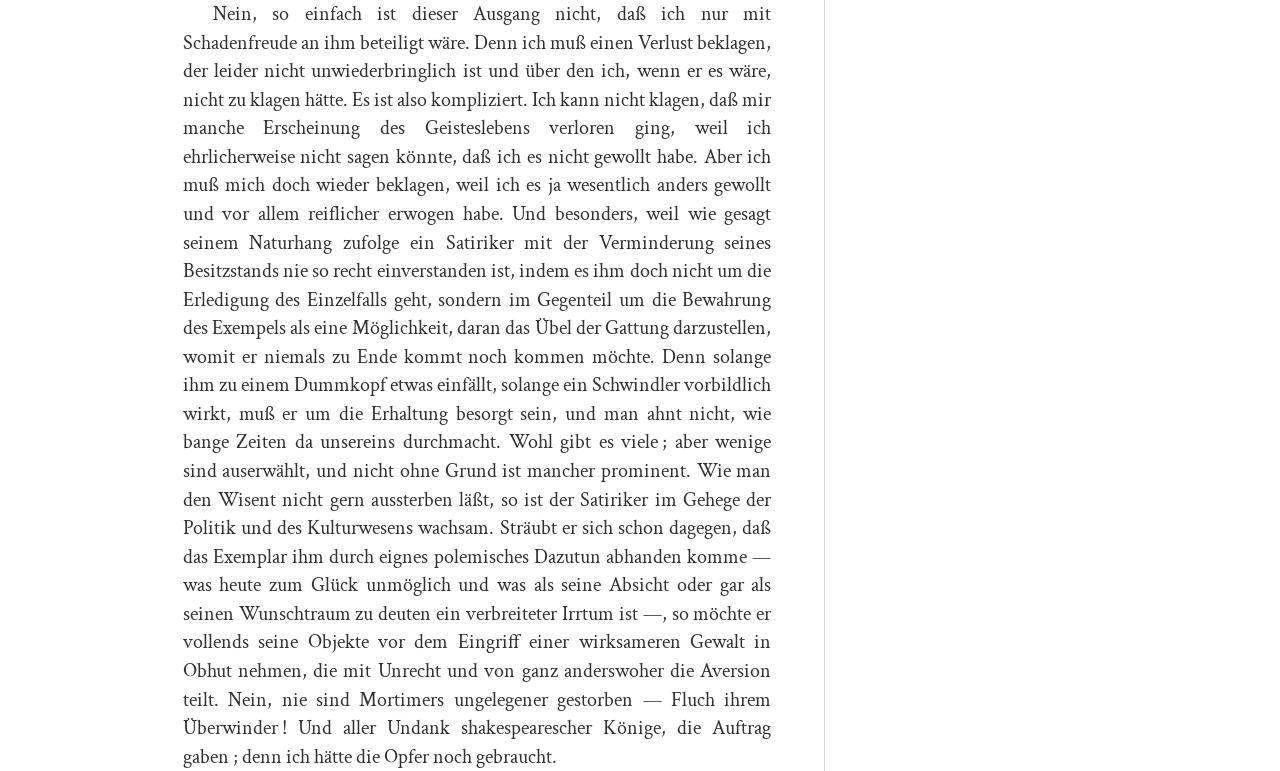 Nein, so einfach ist dieser Ausgang nicht, daß ich nur mit
Schadenfreude an ihm beteiligt wäre. Denn ich muß einen Verlust beklagen,
der leider nicht unwiederbringlich ist und über den ich, wenn er es wäre,
nicht zu klagen hätte. Es ist also kompliziert. Ich kann nicht klagen, daß mir
manche Erscheinung des Geisteslebens verloren ging, weil ich
ehrlicherweise nicht sagen könnte, daß ich es nicht gewollt habe. Aber ich
muß mich doch wieder beklagen, weil ich es ja wesentlich anders gewollt
und vor allem reiflicher erwogen habe. Und besonders, weil wie gesagt
seinem Naturhang zufolge ein Satiriker mit der Verminderung seines
Besitzstands nie so recht einverstanden ist, indem es ihm doch nicht um die
Erledigung des Einzelfalls geht, sondern im Gegenteil um die Bewahrung
des Exempels als eine Möglichkeit, daran das Übel der Gattung darzustellen,
womit er niemals zu Ende kommt noch kommen möchte. Denn solange
ihm zu einem Dummkopf etwas einfällt, solange ein Schwindler vorbildlich
wirkt, muß er um die Erhaltung besorgt sein, und man ahnt nicht, wie
bange Zeiten da unsereins durchmacht. Wohl gibt es viele ; aber wenige
sind auserwählt, und nicht ohne Grund ist mancher prominent. Wie man
den Wisent nicht gern aussterben läßt, so ist der Satiriker im Gehege der
Politik und des Kulturwesens wachsam. Sträubt er sich schon dagegen, daß
das Exemplar ihm durch eignes polemisches Dazutun abhanden komme —
was heute zum Glück unmöglich und was als seine Absicht oder gar als
seinen Wunschtraum zu deuten ein verbreiteter Irrtum ist —, so möchte er
vollends seine Objekte vor dem Eingriff einer wirksameren Gewalt in
Obhut nehmen, die mit Unrecht und von ganz anderswoher die Aversion
teilt. Nein, nie sind Mortimers ungelegener gestorben — Fluch ihrem
Überwinder ! Und aller Undank shakespearescher Könige, die Auftrag
gaben ; denn ich hätte die Opfer noch gebraucht.